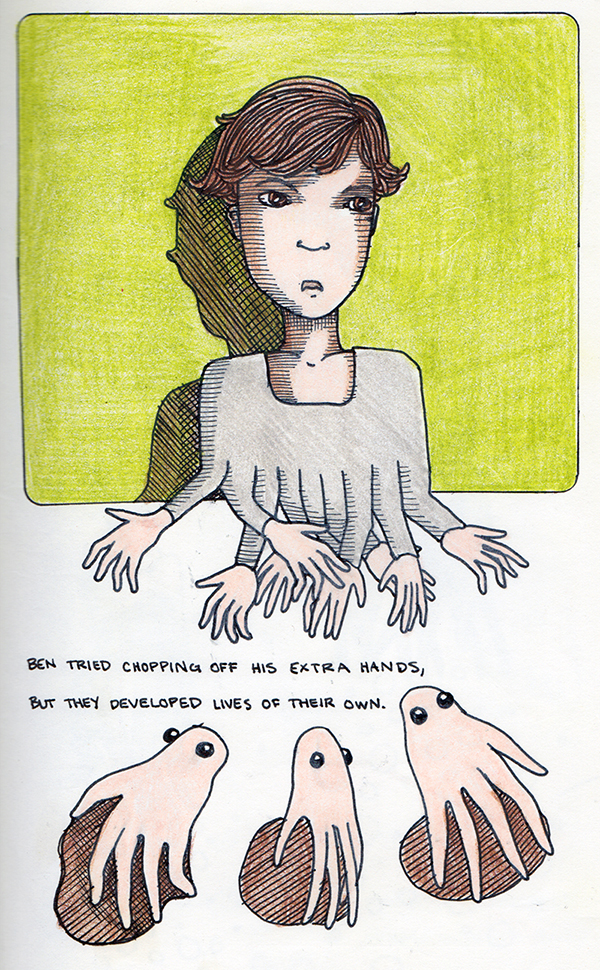 BEN TRIED CHOPPING OFF HIS EXTRA HANDS,
BUT THEY DEVELOPED LIVES OF THEIR OWN.